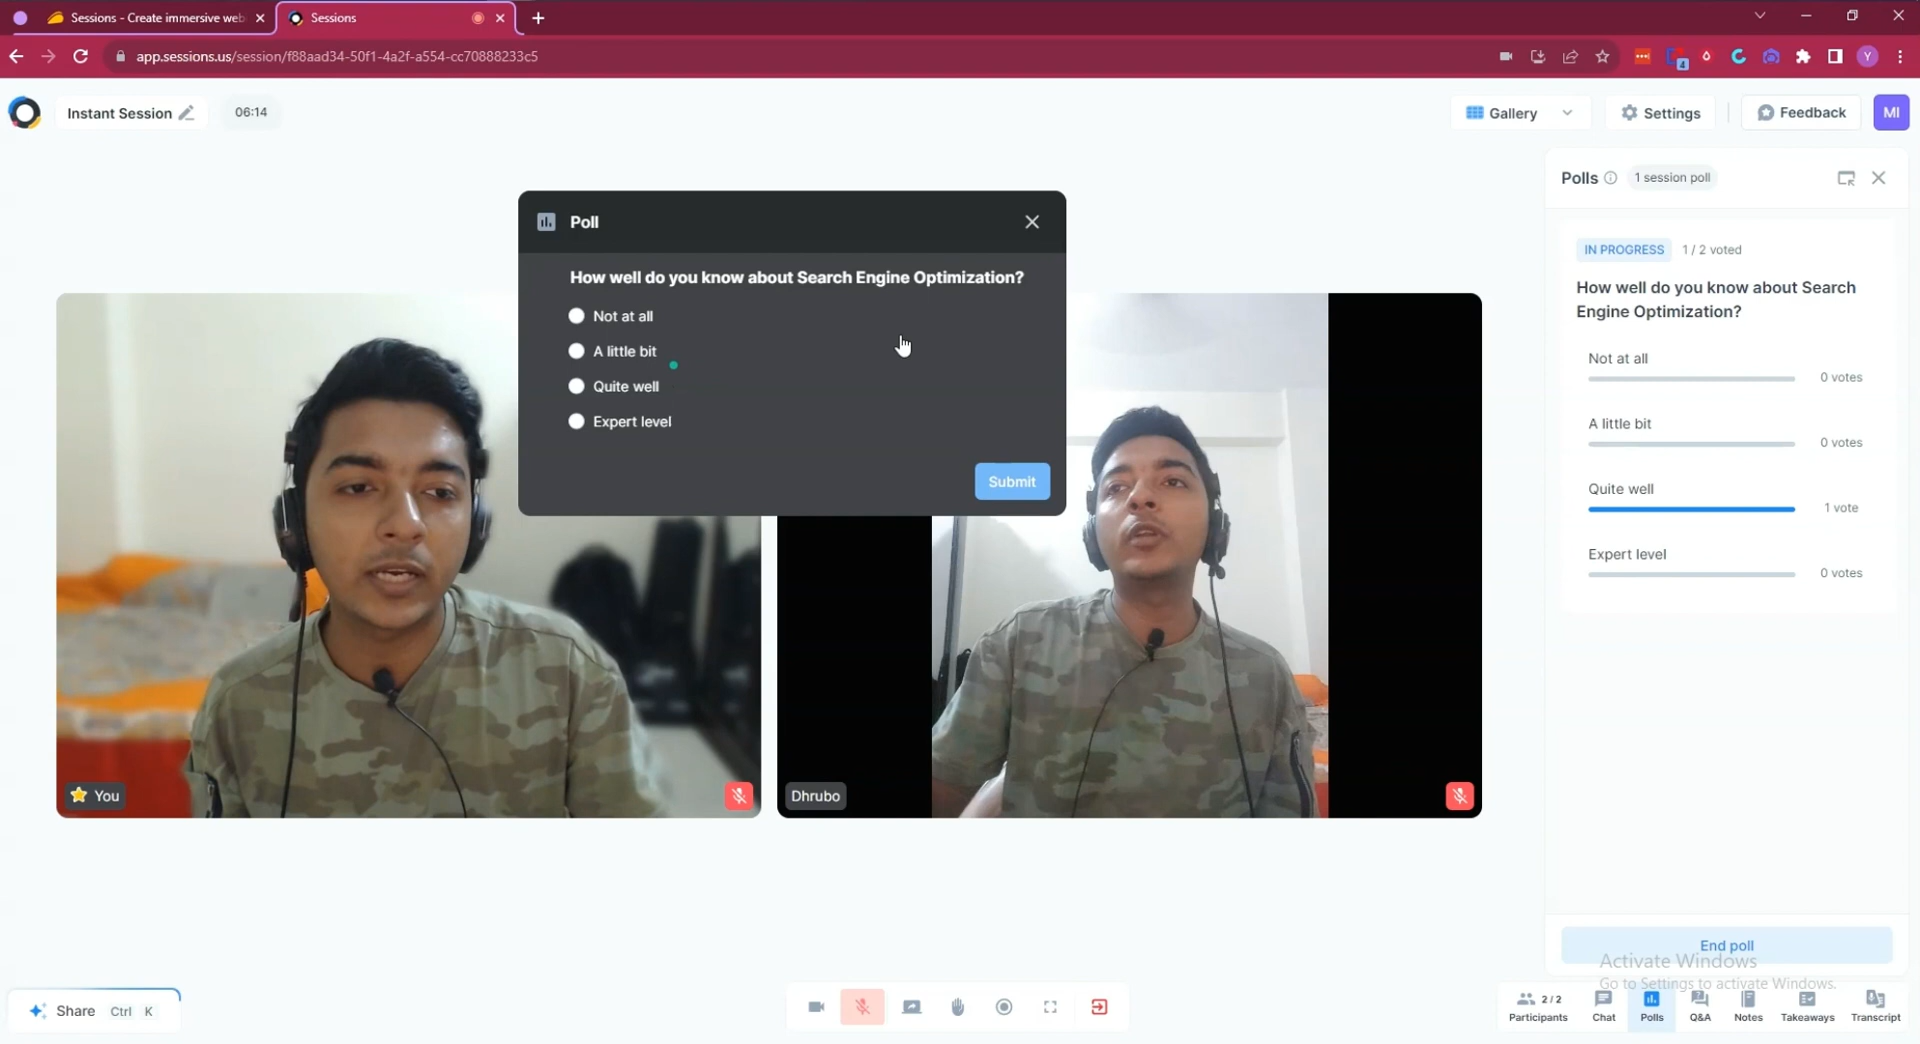 Sessions - Create immersive web
Sessions
app.sessions.us/session/f88aad34-50f1-4a2f-a554-cc70888233c5
4
Y
Instant Session
06:14
Gallery
Settings
Feedback
MI
Poll
How well do you know about Search Engine Optimization?
Not at all
A little bit
Quite well
Expert level
Submit
You
Dhrubo
Polls
1 session poll
IN PROGRESS 1 / 2 voted
How well do you know about Search
Engine Optimization?
Not at all
0 votes
A little bit
0 votes
Quite well
1 vote
Expert level
0 votes
End poll
Activate Windows
Go to Settings to activate Windows.
Share Ctrl K
2 / 2
Participants
Chat
Polls
Q&A
Notes
Takeaways
Transcript